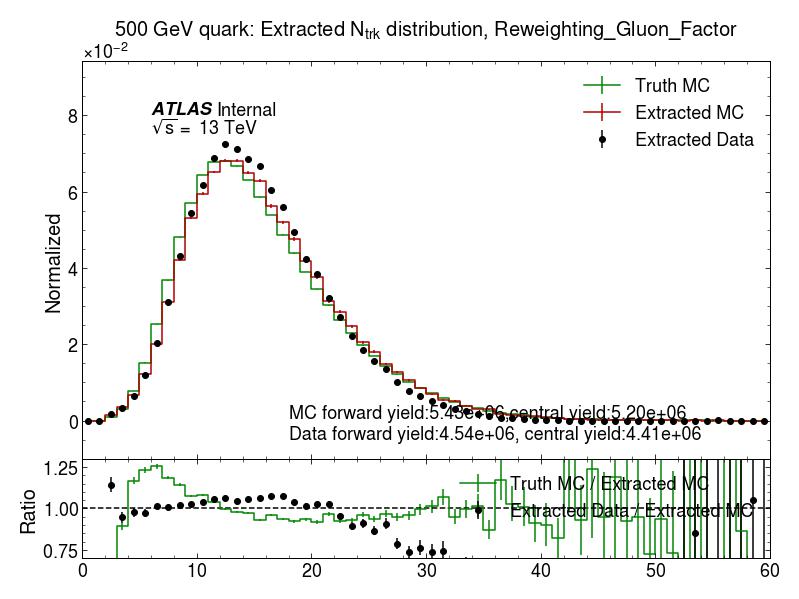 500 GeV quark: Extracted N_trk distribution, Reweighting_Gluon_Factor
×10⁻²
ATLAS Internal
√s = 13 TeV
Truth MC
Extracted MC
Extracted Data
Normalized
8
6
4
2
0
MC forward yield:5.43e+06,central yield:5.20e+06
Data forward yield:4.54e+06, central yield:4.41e+06
Ratio
1.25
1.00
0.75
Truth MC / Extracted MC
Extracted Data / Extracted MC
0 10 20 30 40 50 60